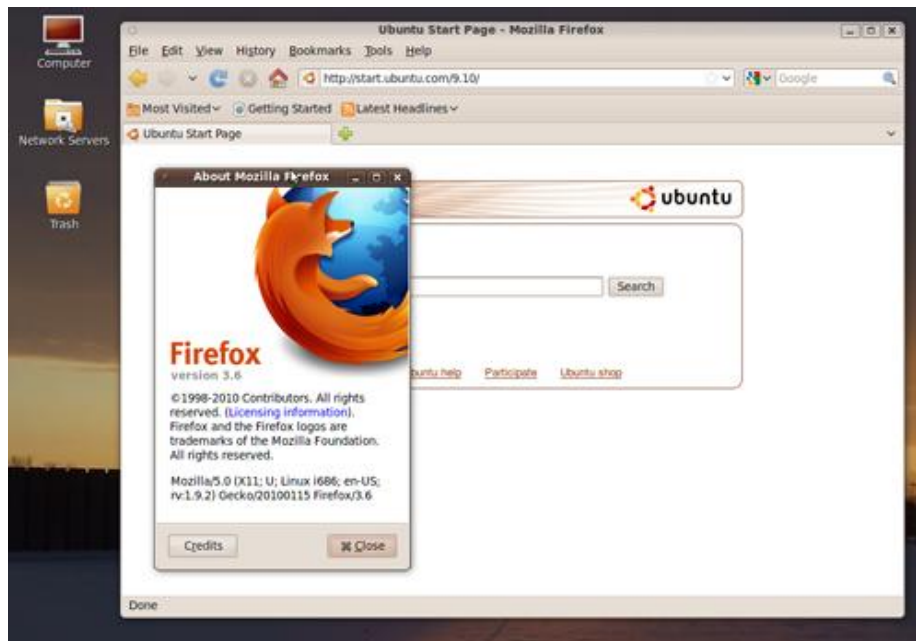 Computer
Network Servers
Trash
Ubuntu Start Page - Mozilla Firefox
File Edit View History Bookmarks Tools Help
http://start.ubuntu.com/9.10/
Google
Most Visited Getting Started Latest Headlines
Ubuntu Start Page
About Mozilla Firefox
ubuntu
Search
Firefox
version 3.6
help Participate Ubuntu shop
©1998-2010 Contributors. All rights
reserved. (Licensing information).
Firefox and the Firefox logos are
trademarks of the Mozilla Foundation.
All rights reserved.
Mozilla/5.0 (X11; U; Linux i686; en-US;
rv:1.9.2) Gecko/20100115 Firefox/3.6
Credits Close
Done